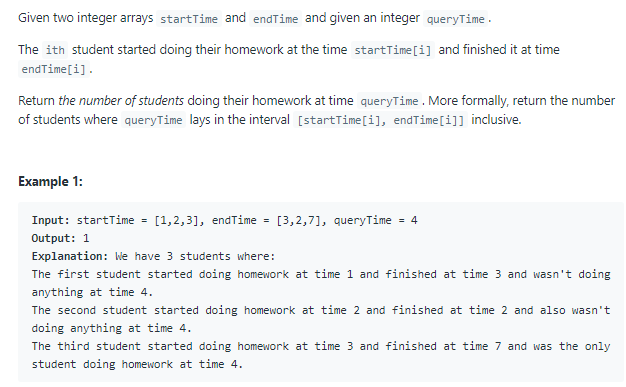 Given two integer arrays startTime and endTime and given an integer queryTime.
The ith student started doing their homework at the time startTime[i] and finished it at time
endTime[i].
Return the number of students doing their homework at time queryTime. More formally, return the number
of students where queryTime lays in the interval [startTime[i], endTime[i]] inclusive.
Example 1:
Input: startTime = [1,2,3], endTime = [3,2,7], queryTime = 4
Output: 1
Explanation: We have 3 students where:
The first student started doing homework at time 1 and finished at time 3 and wasn't doing
anything at time 4.
The second student started doing homework at time 2 and finished at time 2 and also wasn't
doing anything at time 4.
The third student started doing homework at time 3 and finished at time 7 and was the only
student doing homework at time 4.